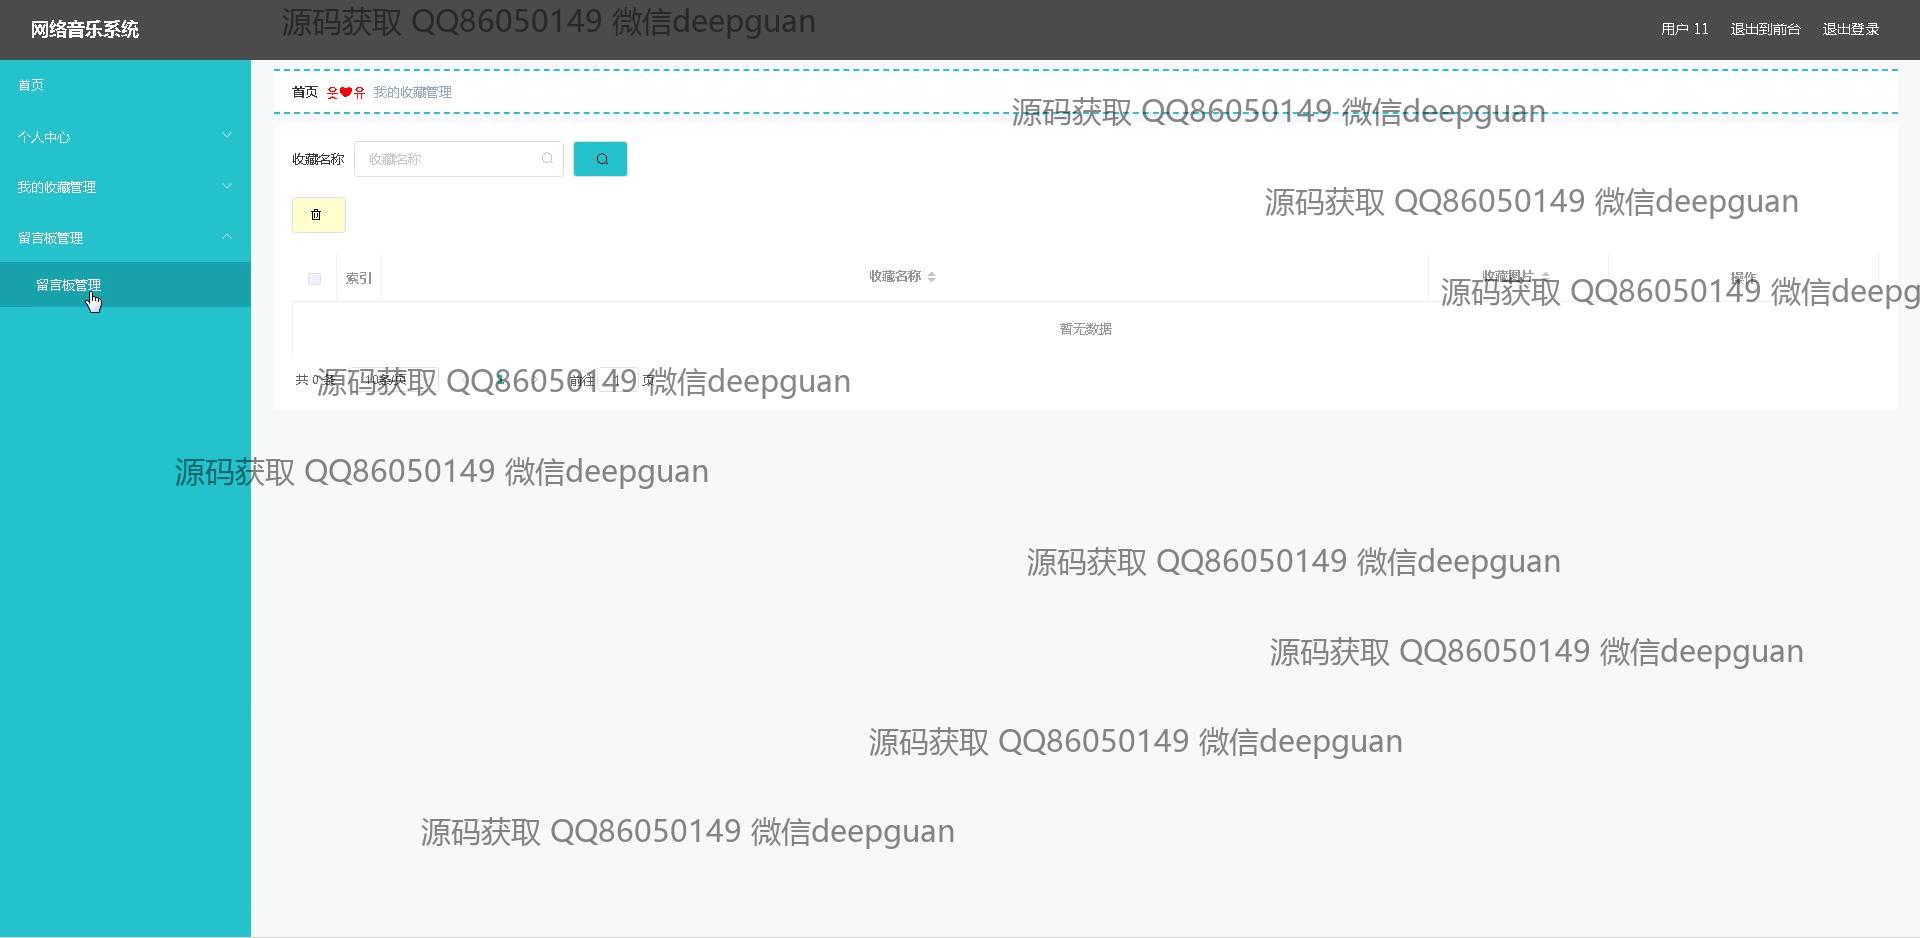 网络音乐系统
源码获取 QQ86050149 微信deepguan
用户 11 退出到前台 退出登录
首页
个人中心
我的收藏管理
留言板管理
留言板管理
首页 웃❤유 我的收藏管理
源码获取 QQ86050149 微信deepguan
收藏名称 收藏名称
源码获取 QQ86050149 微信deepguan
索引 收藏名称 收藏图片 操作
源码获取 QQ86050149 微信deepg
暂无数据
共 0 条 10条/页 1 前往 1 页
源码获取 QQ86050149 微信deepguan
源码获取 QQ86050149 微信deepguan
源码获取 QQ86050149 微信deepguan
源码获取 QQ86050149 微信deepguan
源码获取 QQ86050149 微信deepguan
源码获取 QQ86050149 微信deepguan